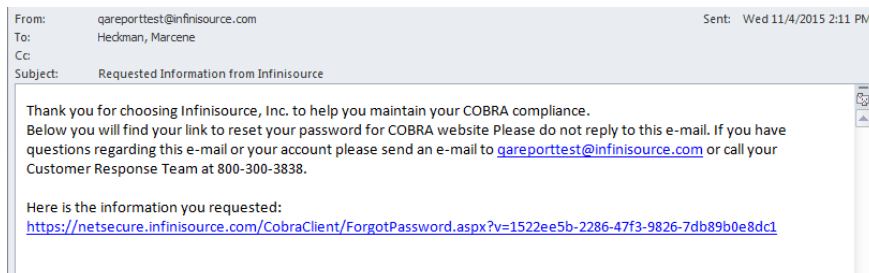 From: qareporttest@infinisource.com Sent: Wed 11/4/2015 2:11 PM
To: Heckman, Marcene
Cc:
Subject: Requested Information from Infinisource
Thank you for choosing Infinisource, Inc. to help you maintain your COBRA compliance.
Below you will find your link to reset your password for COBRA website Please do not reply to this e-mail. If you have
questions regarding this e-mail or your account please send an e-mail to qareporttest@infinisource.com or call your
Customer Response Team at 800-300-3838.
Here is the information you requested:
https://netsecure.infinisource.com/CobraClient/ForgotPassword.aspx?v=1522ee5b-2286-47f3-9826-7db89b0e8dc1